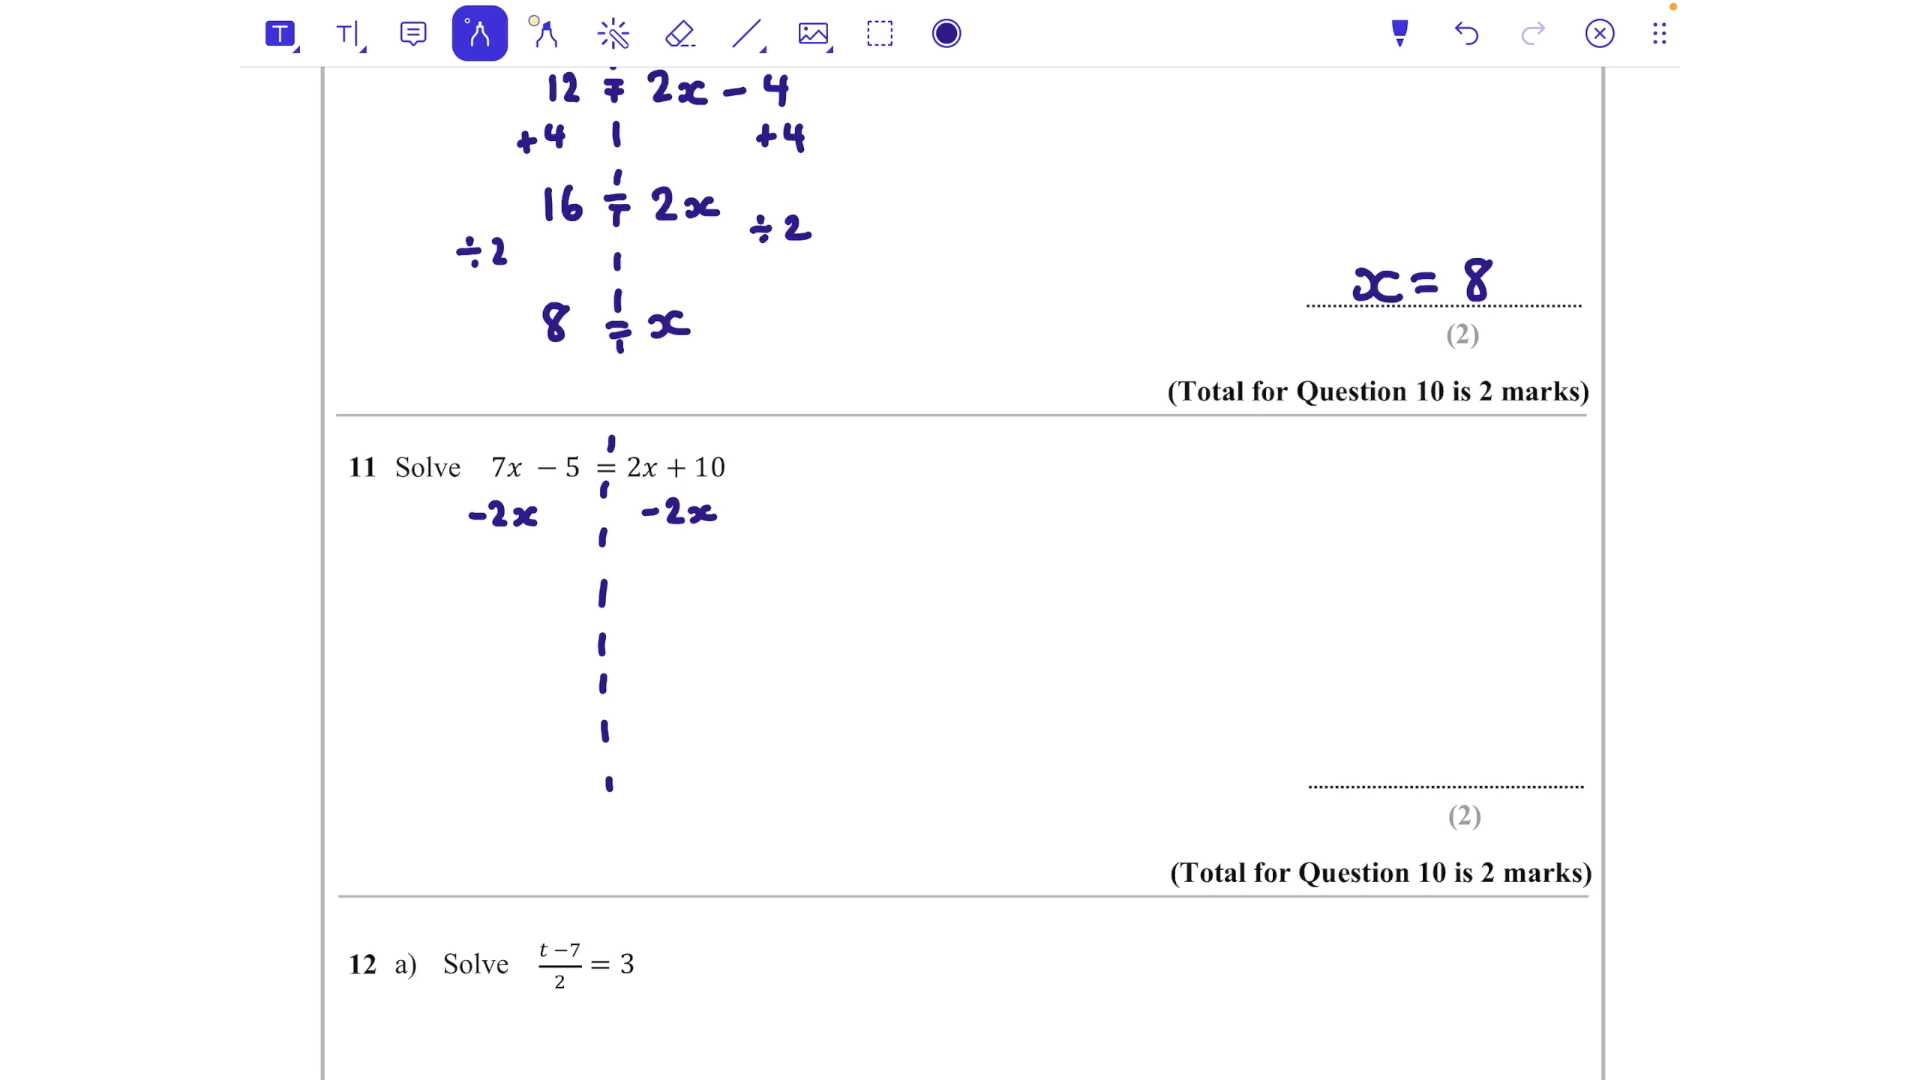 T T|
12 = 2x - 4
+4 +4
16 = 2x
÷2 ÷2
8 = x
x = 8
(2)
(Total for Question 10 is 2 marks)
11 Solve 7x − 5 = 2x + 10
-2x -2x
(2)
(Total for Question 10 is 2 marks)
12 a) Solve (t −7)/2 = 3